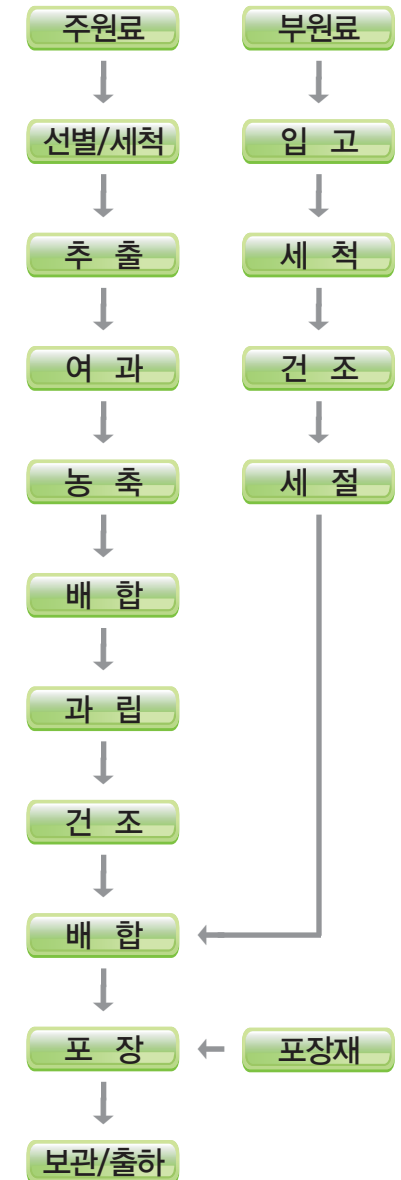 주원료
부원료
선별/세척
입 고
추 출
세 척
여 과
건 조
농 축
세 절
배 합
과 립
건 조
배 합
포 장
포장재
보관/출하